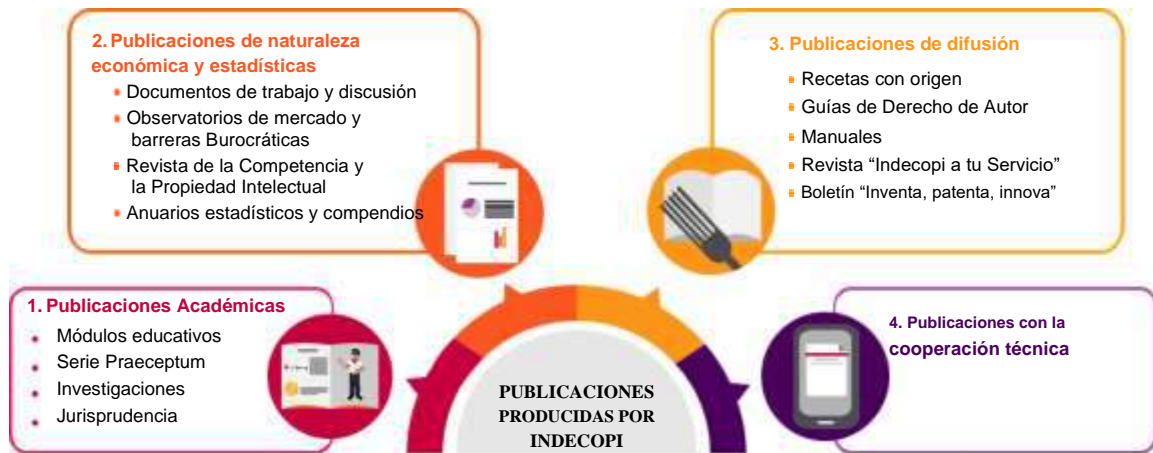 2. Publicaciones de naturaleza
económica y estadísticas
Documentos de trabajo y discusión
Observatorios de mercado y
barreras Burocráticas
Revista de la Competencia y
la Propiedad Intelectual
Anuarios estadísticos y compendios
3. Publicaciones de difusión
Recetas con origen
Guías de Derecho de Autor
Manuales
Revista “Indecopi a tu Servicio”
Boletín “Inventa, patenta, innova”
1. Publicaciones Académicas
Módulos educativos
Serie Praeceptum
Investigaciones
Jurisprudencia
4. Publicaciones con la
cooperación técnica
PUBLICACIONES
PRODUCIDAS POR
INDECOPI